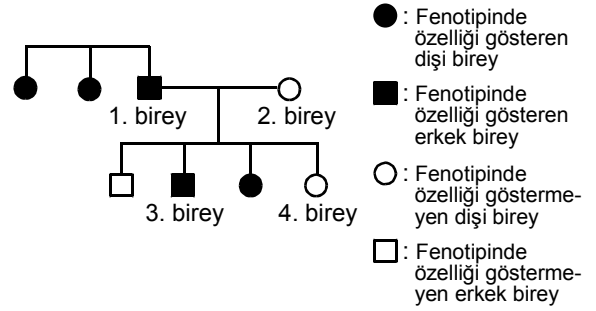 1. birey
2. birey
3. birey
4. birey
: Fenotipinde
özelliği gösteren
dişi birey
: Fenotipinde
özelliği gösteren
erkek birey
: Fenotipinde
özelliği gösterme-
yen dişi birey
: Fenotipinde
özelliği gösterme-
yen erkek birey